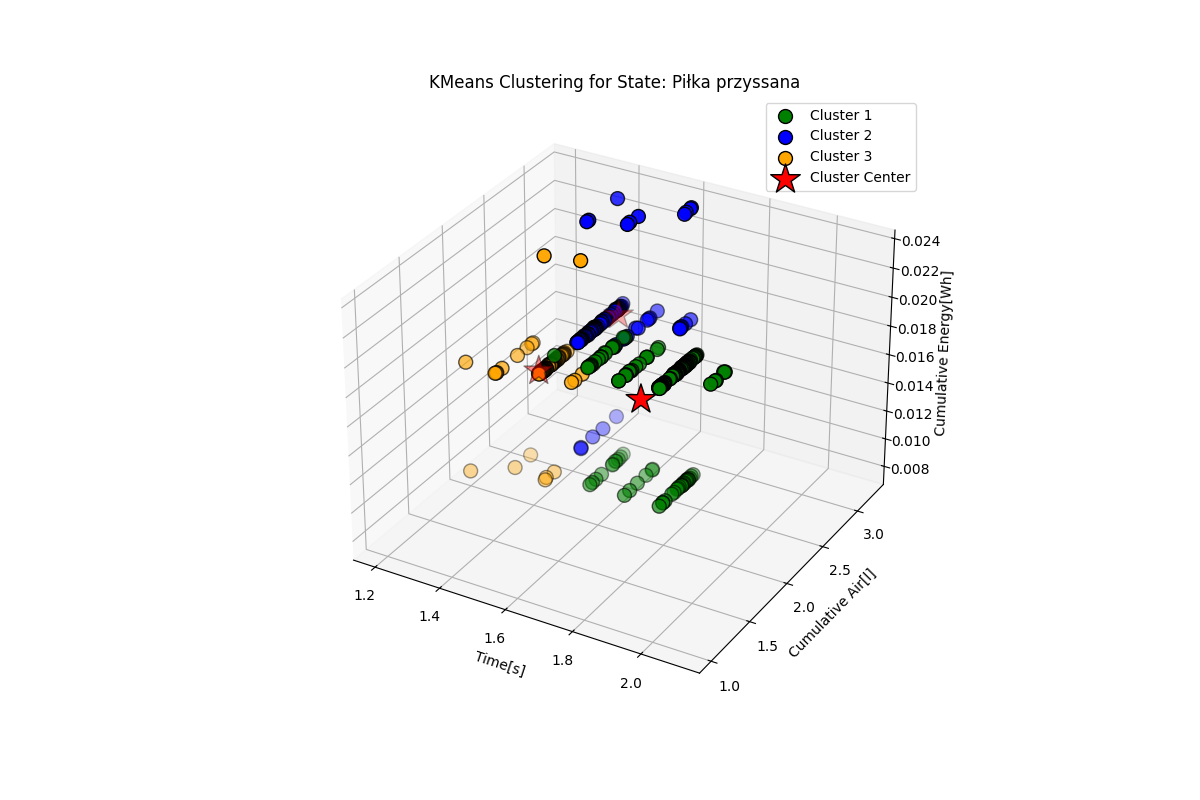 KMeans Clustering for State: Piłka przyssana
Cluster 1
Cluster 2
Cluster 3
Cluster Center
0.024
0.022
0.020
0.018
0.016
0.014
0.012
0.010
0.008
Cumulative Energy[Wh]
3.0
2.5
2.0
1.5
1.0
Cumulative Air[l]
1.2
1.4
1.6
1.8
2.0
Time[s]